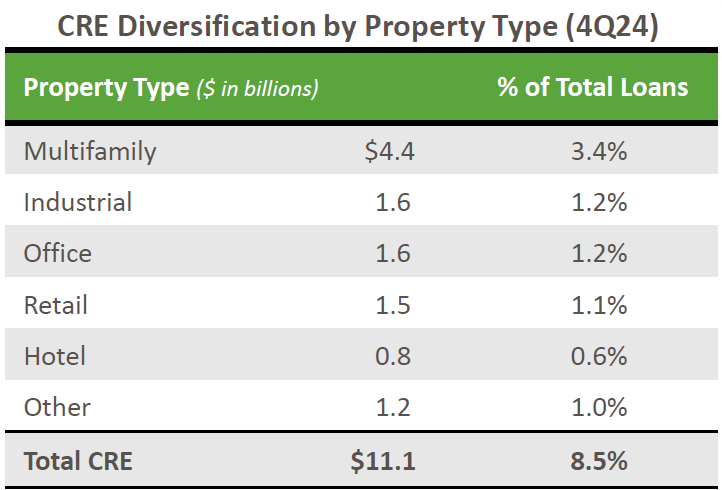 CRE Diversification by Property Type (4Q24)
Property Type ($ in billions) % of Total Loans
Multifamily $4.4 3.4%
Industrial 1.6 1.2%
Office 1.6 1.2%
Retail 1.5 1.1%
Hotel 0.8 0.6%
Other 1.2 1.0%
Total CRE $11.1 8.5%